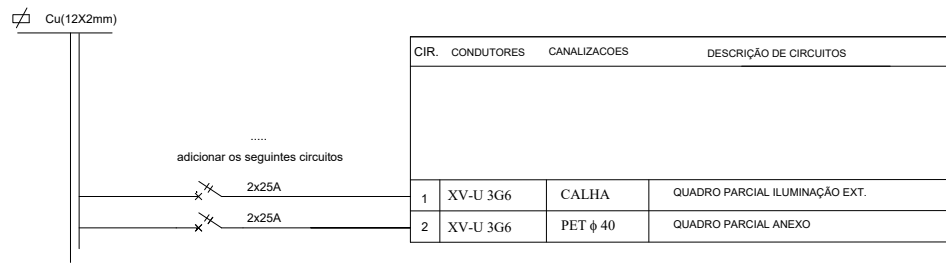 Cu(12X2mm)
CIR. CONDUTORES CANALIZACOES DESCRIÇÃO DE CIRCUITOS
.....
adicionar os seguintes circuitos
2x25A
1 XV-U 3G6 CALHA QUADRO PARCIAL ILUMINAÇÃO EXT.
2x25A
2 XV-U 3G6 PET ϕ 40 QUADRO PARCIAL ANEXO